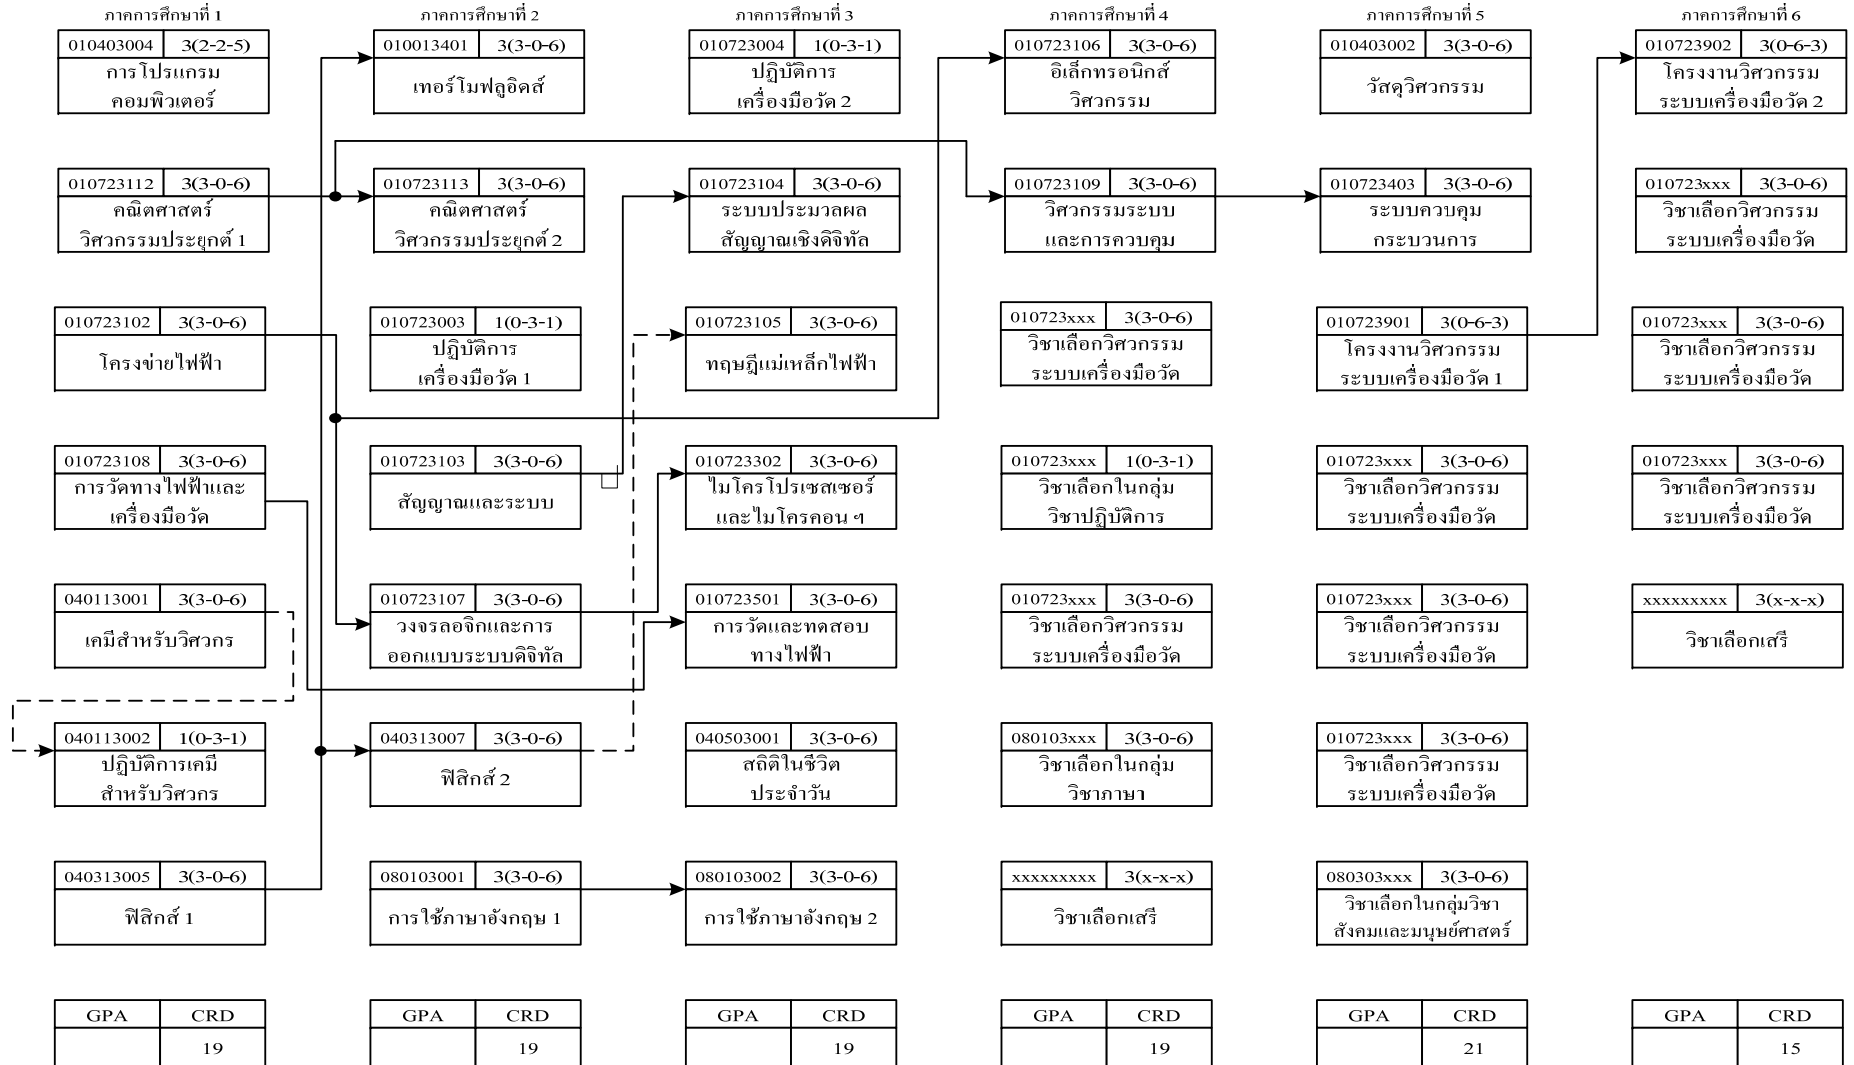 ภาคการศึกษาที่ 1
ภาคการศึกษาที่ 2
ภาคการศึกษาที่ 3
ภาคการศึกษาที่ 4
ภาคการศึกษาที่ 5
ภาคการศึกษาที่ 6
010403004 3(2-2-5)
การโปรแกรม
คอมพิวเตอร์
010013401 3(3-0-6)
เทอร์โมฟลูอิดส์
010723004 1(0-3-1)
ปฏิบัติการ
เครื่องมือวัด 2
010723106 3(3-0-6)
อิเล็กทรอนิกส์
วิศวกรรม
010403002 3(3-0-6)
วัสดุวิศวกรรม
010723902 3(0-6-3)
โครงงานวิศวกรรม
ระบบเครื่องมือวัด 2
010723112 3(3-0-6)
คณิตศาสตร์
วิศวกรรมประยุกต์ 1
010723113 3(3-0-6)
คณิตศาสตร์
วิศวกรรมประยุกต์ 2
010723104 3(3-0-6)
ระบบประมวลผล
สัญญาณเชิงดิจิทัล
010723109 3(3-0-6)
วิศวกรรมระบบ
และการควบคุม
010723403 3(3-0-6)
ระบบควบคุม
กระบวนการ
010723xxx 3(3-0-6)
วิชาเลือกวิศวกรรม
ระบบเครื่องมือวัด
010723102 3(3-0-6)
โครงข่ายไฟฟ้า
010723003 1(0-3-1)
ปฏิบัติการ
เครื่องมือวัด 1
010723105 3(3-0-6)
ทฤษฎีแม่เหล็กไฟฟ้า
010723xxx 3(3-0-6)
วิชาเลือกวิศวกรรม
ระบบเครื่องมือวัด
010723901 3(0-6-3)
โครงงานวิศวกรรม
ระบบเครื่องมือวัด 1
010723xxx 3(3-0-6)
วิชาเลือกวิศวกรรม
ระบบเครื่องมือวัด
010723108 3(3-0-6)
การวัดทางไฟฟ้าและ
เครื่องมือวัด
010723103 3(3-0-6)
สัญญาณและระบบ
010723302 3(3-0-6)
ไมโครโปรเซสเซอร์
และไมโครคอน ฯ
010723xxx 1(0-3-1)
วิชาเลือกในกลุ่ม
วิชาปฏิบัติการ
010723xxx 3(3-0-6)
วิชาเลือกวิศวกรรม
ระบบเครื่องมือวัด
010723xxx 3(3-0-6)
วิชาเลือกวิศวกรรม
ระบบเครื่องมือวัด
040113001 3(3-0-6)
เคมีสำหรับวิศวกร
010723107 3(3-0-6)
วงจรลอจิกและการ
ออกแบบระบบดิจิทัล
010723501 3(3-0-6)
การวัดและทดสอบ
ทางไฟฟ้า
010723xxx 3(3-0-6)
วิชาเลือกวิศวกรรม
ระบบเครื่องมือวัด
010723xxx 3(3-0-6)
วิชาเลือกวิศวกรรม
ระบบเครื่องมือวัด
xxxxxxxxx 3(x-x-x)
วิชาเลือกเสรี
040113002 1(0-3-1)
ปฏิบัติการเคมี
สำหรับวิศวกร
040313007 3(3-0-6)
ฟิสิกส์ 2
040503001 3(3-0-6)
สถิติในชีวิต
ประจำวัน
080103xxx 3(3-0-6)
วิชาเลือกในกลุ่ม
วิชาภาษา
010723xxx 3(3-0-6)
วิชาเลือกวิศวกรรม
ระบบเครื่องมือวัด
040313005 3(3-0-6)
ฟิสิกส์ 1
080103001 3(3-0-6)
การใช้ภาษาอังกฤษ 1
080103002 3(3-0-6)
การใช้ภาษาอังกฤษ 2
xxxxxxxxx 3(x-x-x)
วิชาเลือกเสรี
080303xxx 3(3-0-6)
วิชาเลือกในกลุ่มวิชา
สังคมและมนุษย์ศาสตร์
GPA CRD
19
GPA CRD
19
GPA CRD
19
GPA CRD
19
GPA CRD
21
GPA CRD
15